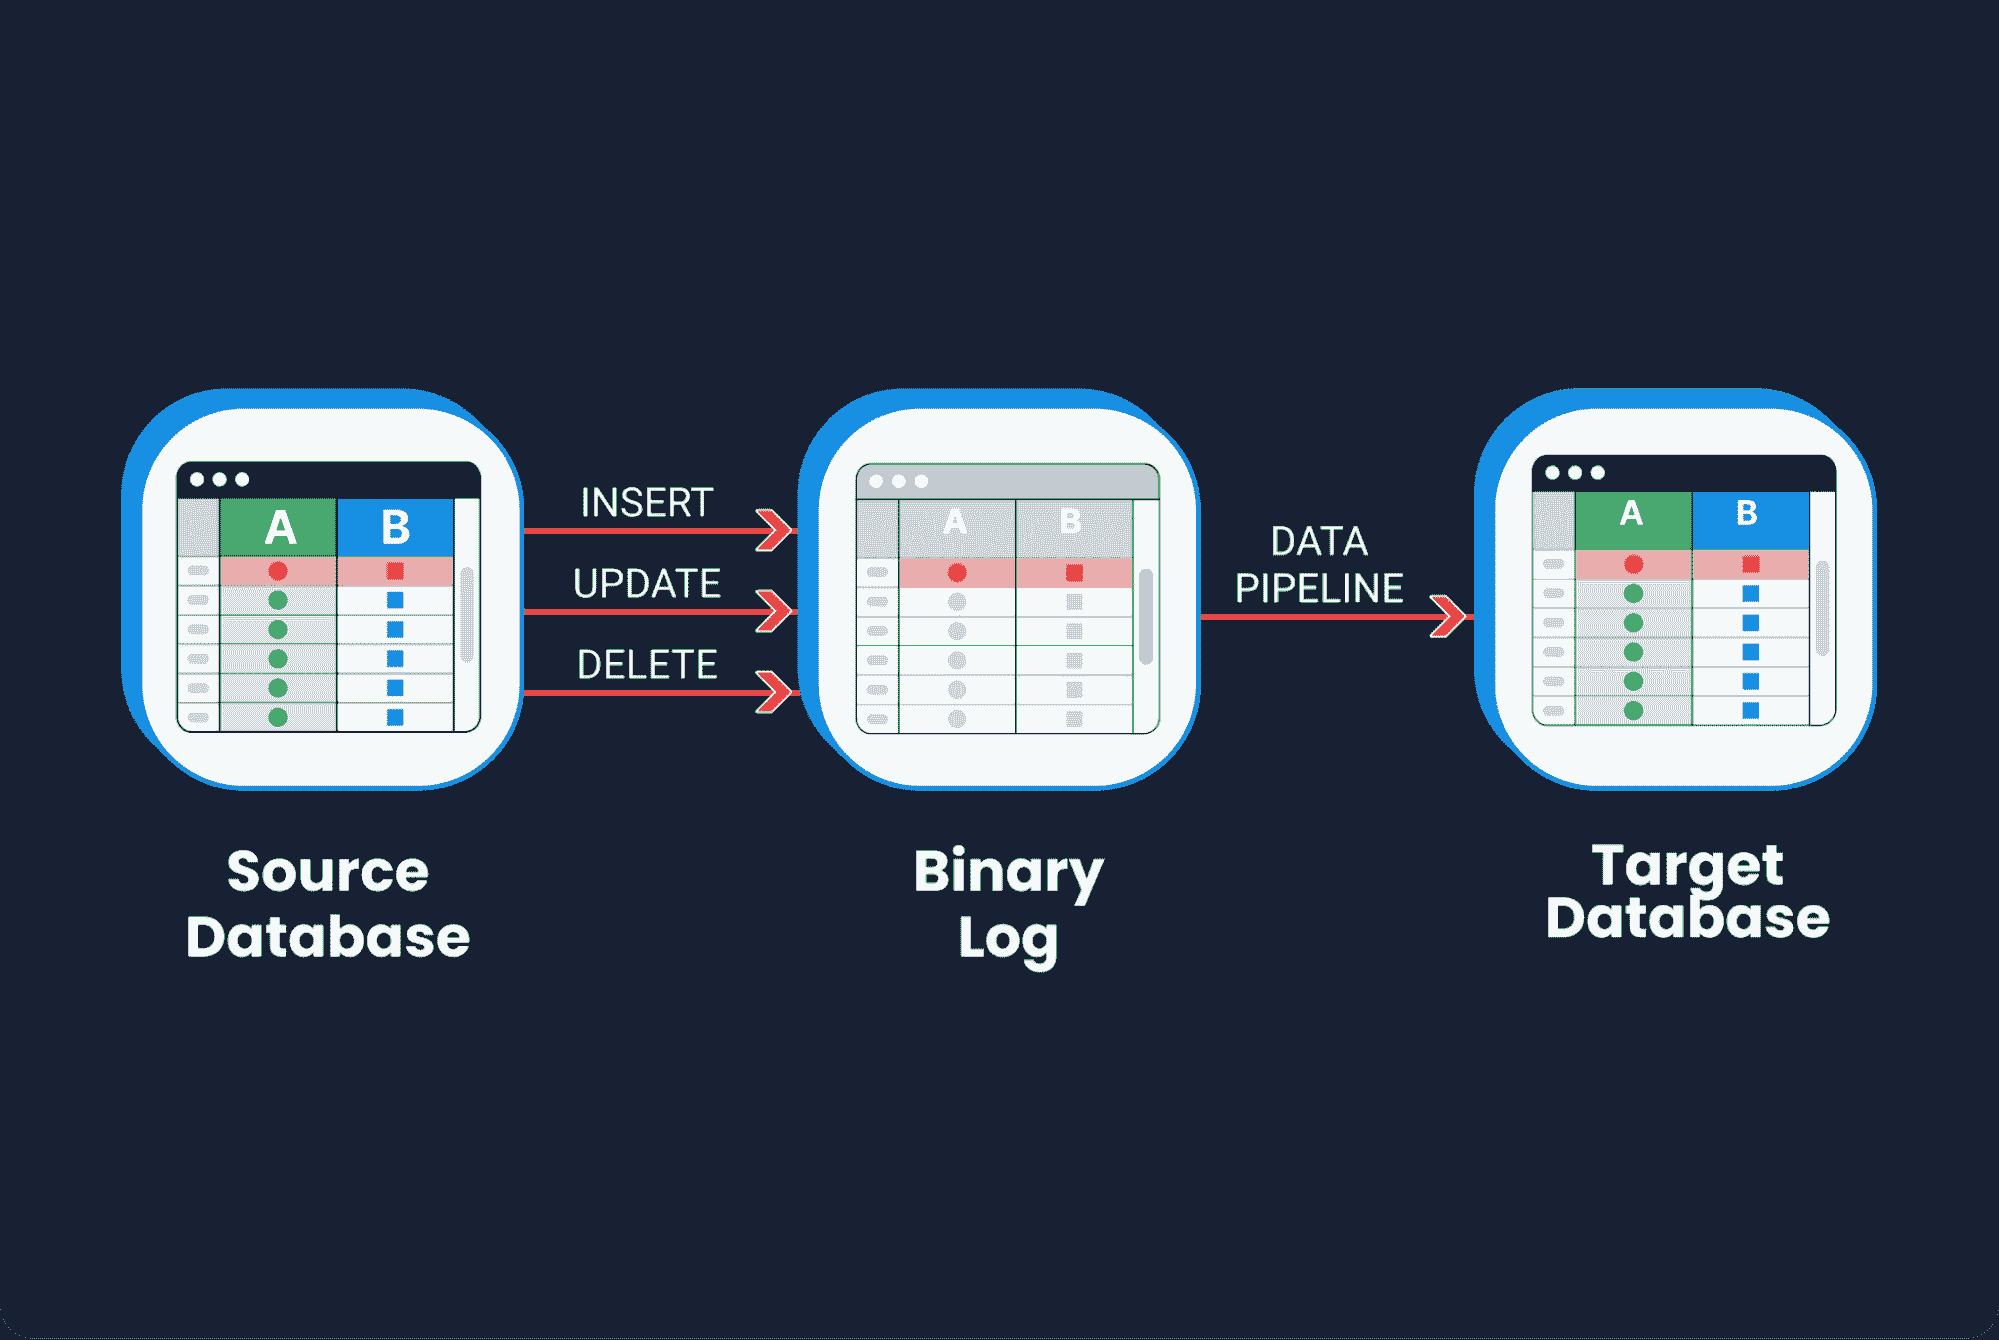 A B
INSERT
UPDATE
DELETE
A B
DATA
PIPELINE
A B
Source
Database
Binary
Log
Target
Database